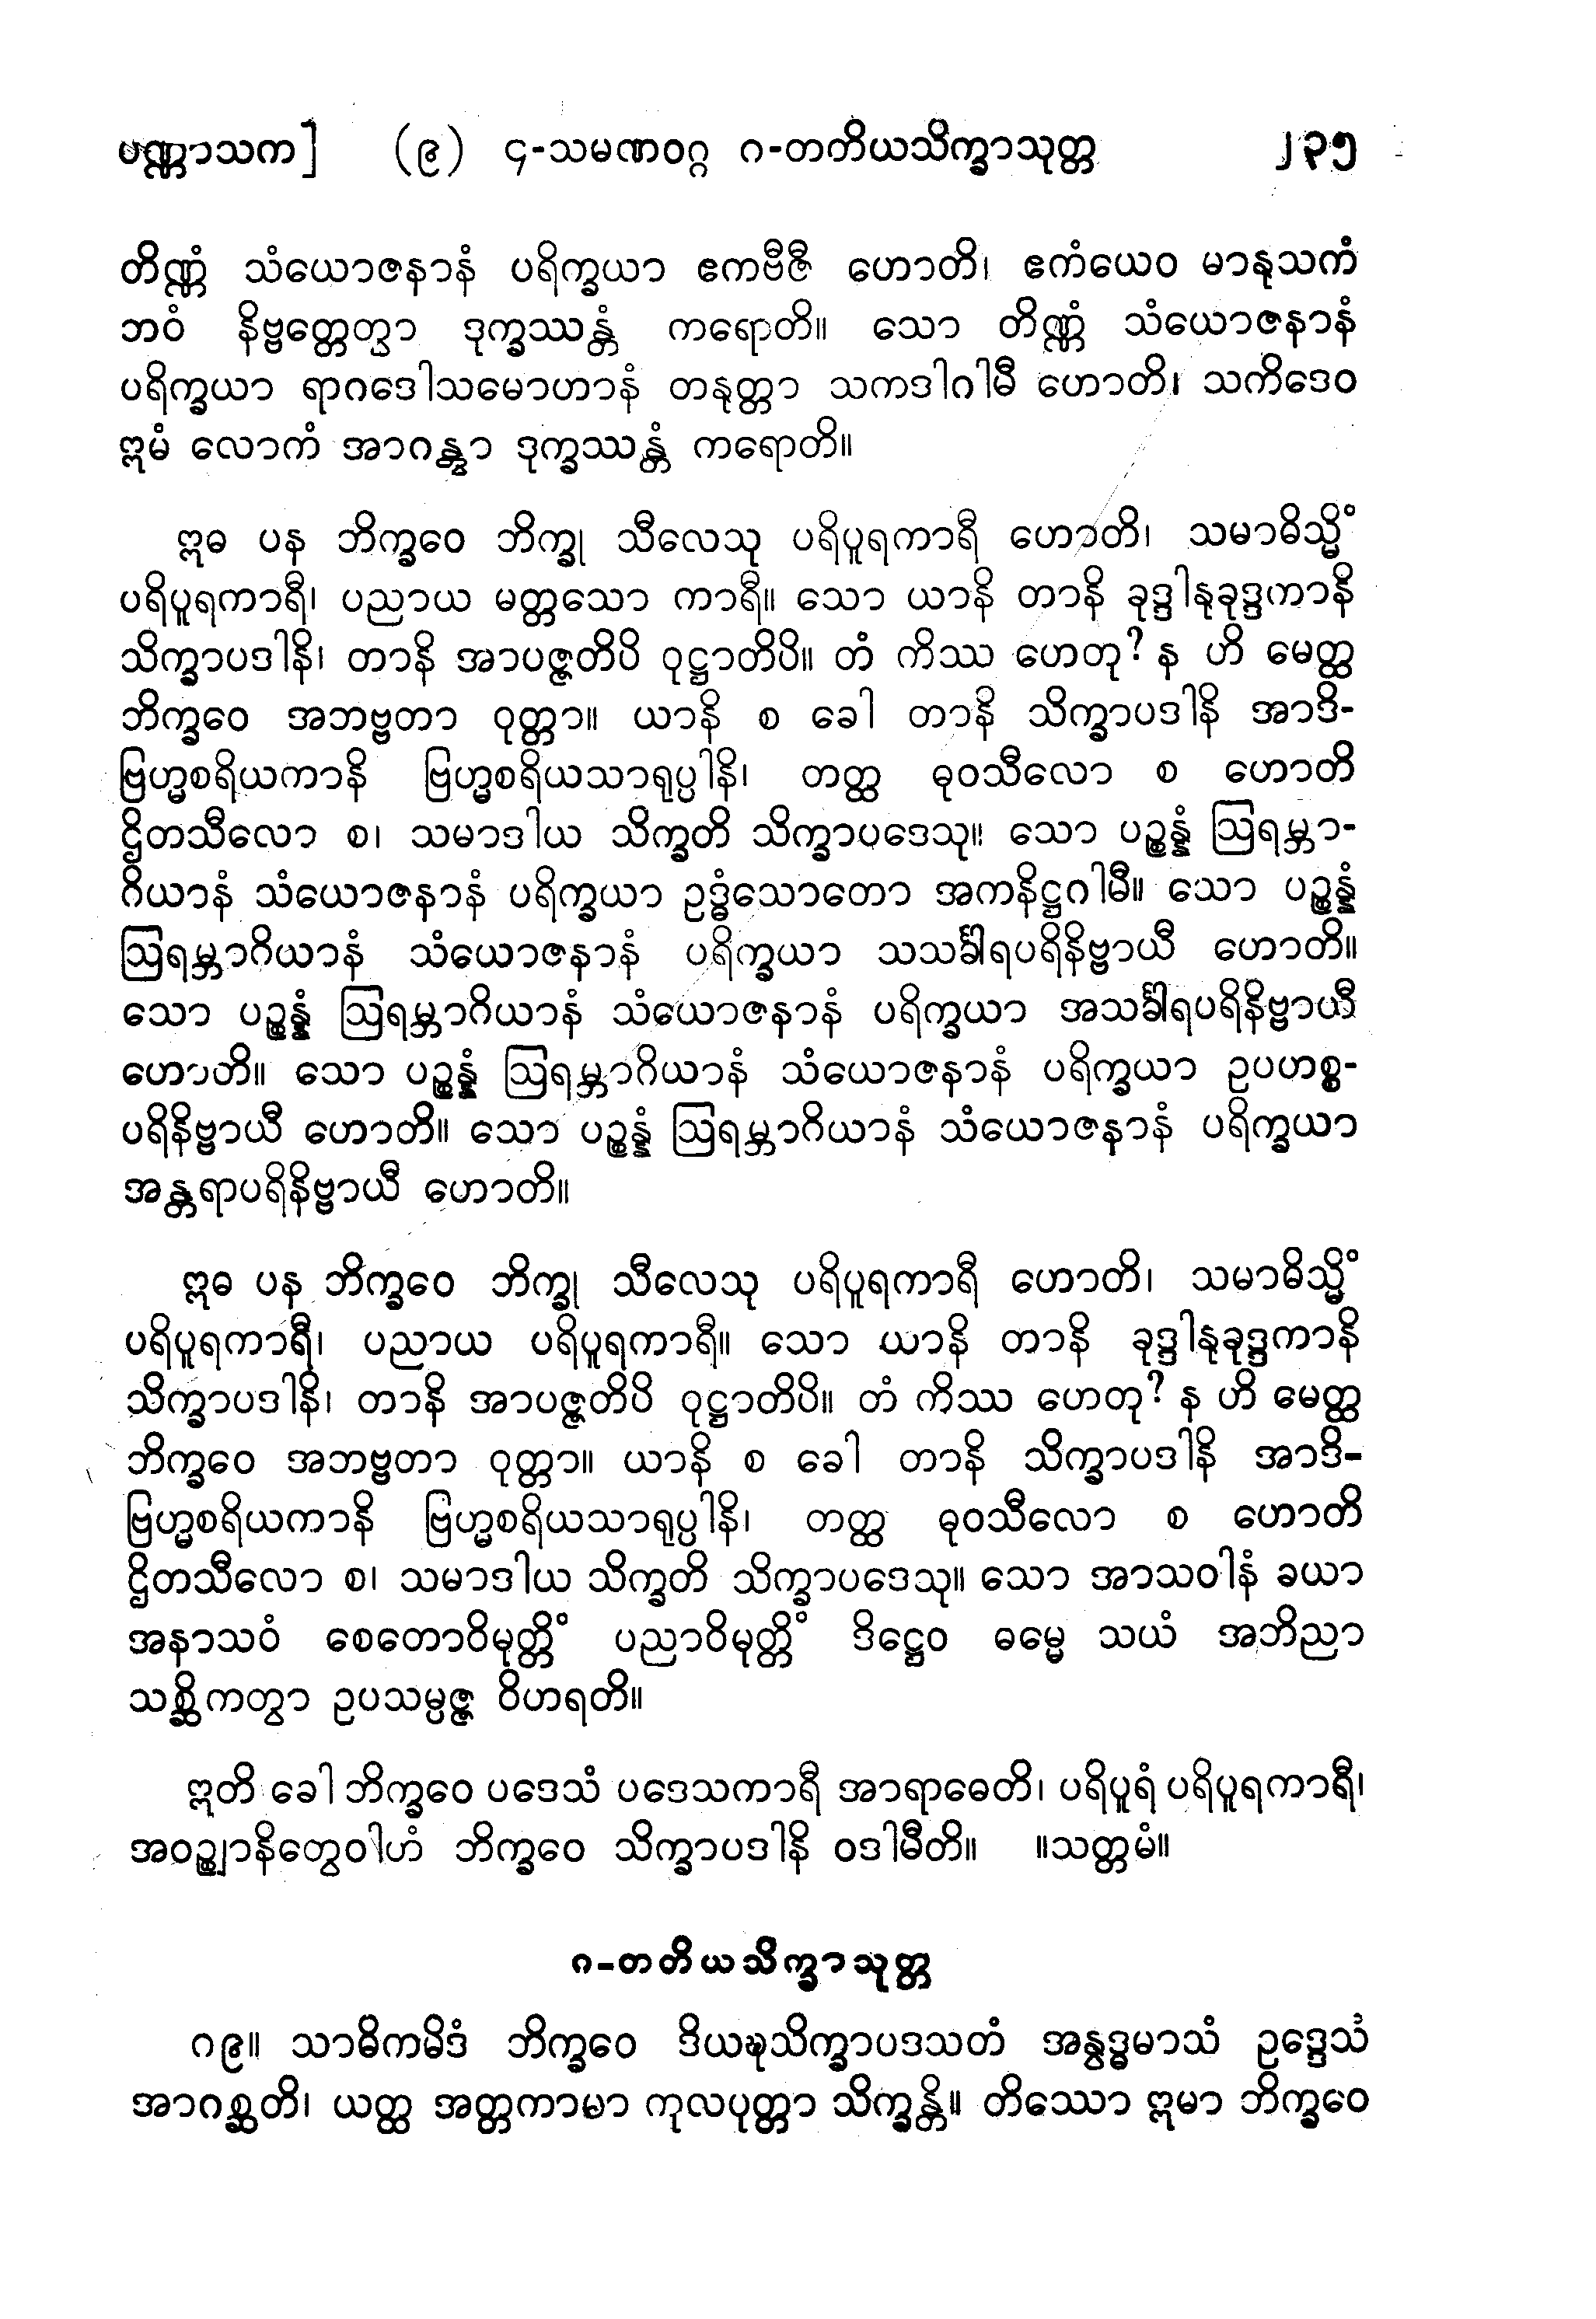 ပဏ္ဏာသက] (၉) ၄-သမဏဝဂ္ဂ ဂ-တတိယသိက္ခာသုတ္တ ၂၃၅
တိဏ္ဏံ သံယောဇနာနံ ပရိက္ခယာ ဧကဗီဇီ ဟောတိ၊ ဧကံယေဝ မာနုသကံ
ဘဝံ နိဗ္ဗတ္တေတွာ ဒုက္ခဿန္တံ ကရောတိ။ သော တိဏ္ဏံ သံယောဇနာနံ
ပရိက္ခယာ ရာဂဒေါသမောဟာနံ တနုတ္တာ သကဒါဂါမီ ဟောတိ၊ သကိဒေဝ
ဣမံ လောကံ အာဂန္တွာ ဒုက္ခဿန္တံ ကရောတိ။
ဣဓ ပန ဘိက္ခဝေ ဘိက္ခု သီလေသု ပရိပူရကာရီ ဟောတိ၊ သမာဓိသ္မိံ
ပရိပူရကာရီ၊ ပညာယ မတ္တသော ကာရီ။ သော ယာနိ တာနိ ခုဒ္ဒါနုခုဒ္ဒကာနိ
သိက္ခာပဒါနိ၊ တာနိ အာပဇ္ဇတိပိ ဝုဋ္ဌာတိပိ။ တံ ကိဿ ဟေတု? န ဟိ မေတ္ထ
ဘိက္ခဝေ အဘဗ္ဗတာ ဝုတ္တာ။ ယာနိ စ ခေါ တာနိ သိက္ခာပဒါနိ အာဒိ-
ဗြဟ္မစရိယကာနိ ဗြဟ္မစရိယသာရုပ္ပါနိ၊ တတ္ထ ဓုဝသီလော စ ဟောတိ
ဌိတသီလော စ၊ သမာဒါယ သိက္ခတိ သိက္ခာပဒေသု။ သော ပဉ္စန္နံ ဩရမ္ဘာ-
ဂိယာနံ သံယောဇနာနံ ပရိက္ခယာ ဥဒ္ဓံသောတော အကနိဋ္ဌဂါမီ။ သော ပဉ္စန္နံ
ဩရမ္ဘာဂိယာနံ သံယောဇနာနံ ပရိက္ခယာ သသင်္ခါရပရိနိဗ္ဗာယီ ဟောတိ။
သော ပဉ္စန္နံ ဩရမ္ဘာဂိယာနံ သံယောဇနာနံ ပရိက္ခယာ အသင်္ခါရပရိနိဗ္ဗာယီ
ဟောတိ။ သော ပဉ္စန္နံ ဩရမ္ဘာဂိယာနံ သံယောဇနာနံ ပရိက္ခယာ ဥပဟစ္စ-
ပရိနိဗ္ဗာယီ ဟောတိ။ သော ပဉ္စန္နံ ဩရမ္ဘာဂိယာနံ သံယောဇနာနံ ပရိက္ခယာ
အန္တရာပရိနိဗ္ဗာယီ ဟောတိ။
ဣဓ ပန ဘိက္ခဝေ ဘိက္ခု သီလေသု ပရိပူရကာရီ ဟောတိ၊ သမာဓိသ္မိံ
ပရိပူရကာရီ၊ ပညာယ ပရိပူရကာရီ။ သော ယာနိ တာနိ ခုဒ္ဒါနုခုဒ္ဒကာနိ
သိက္ခာပဒါနိ၊ တာနိ အာပဇ္ဇတိပိ ဝုဋ္ဌာတိပိ။ တံ ကိဿ ဟေတု? န ဟိ မေတ္ထ
ဘိက္ခဝေ အဘဗ္ဗတာ ဝုတ္တာ။ ယာနိ စ ခေါ တာနိ သိက္ခာပဒါနိ အာဒိ-
ဗြဟ္မစရိယကာနိ ဗြဟ္မစရိယသာရုပ္ပါနိ၊ တတ္ထ ဓုဝသီလော စ ဟောတိ
ဌိတသီလော စ၊ သမာဒါယ သိက္ခတိ သိက္ခာပဒေသု။ သော အာသဝါနံ ခယာ
အနာသဝံ စေတောဝိမုတ္တိံ ပညာဝိမုတ္တိံ ဒိဋ္ဌေဝ ဓမ္မေ သယံ အဘိညာ
သစ္ဆိကတွာ ဥပသမ္ပဇ္ဇ ဝိဟရတိ။
ဣတိ ခေါ ဘိက္ခဝေ ပဒေသံ ပဒေသကာရီ အာရာဓေတိ၊ ပရိပူရံ ပရိပူရကာရီ၊
အဝဉ္ဈာနိတွေဝါဟံ ဘိက္ခဝေ သိက္ခာပဒါနိ ဝဒါမီတိ။ ။သတ္တမံ။
ဂ-တတိယသိက္ခာသုတ္တ
ဂ၉။ သာဓိကမိဒံ ဘိက္ခဝေ ဒိယဍ္ဎသိက္ခာပဒသတံ အနွဒ္ဓမာသံ ဥဒ္ဒေသံ
အာဂစ္ဆတိ၊ ယတ္ထ အတ္တကာမာ ကုလပုတ္တာ သိက္ခန္တိ။ တိဿော ဣမာ ဘိက္ခဝေ